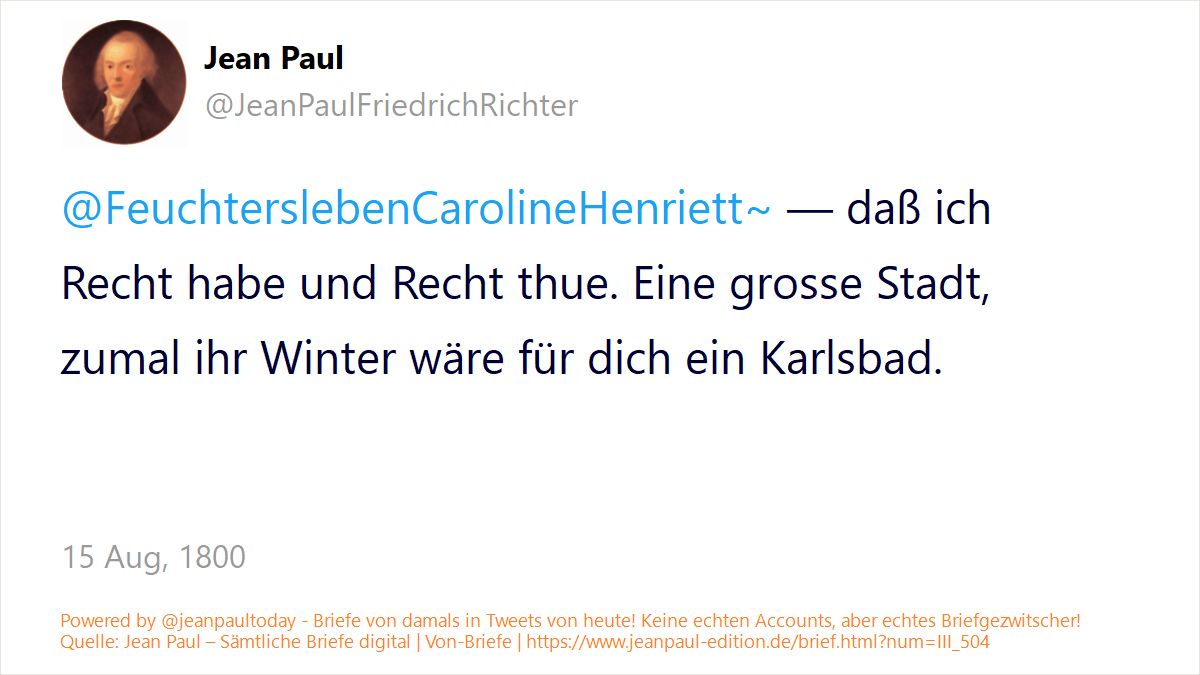 Jean Paul
@JeanPaulFriedrichRichter
@FeuchterslebenCarolineHenriett~ — daß ich
Recht habe und Recht thue. Eine grosse Stadt,
zumal ihr Winter wäre für dich ein Karlsbad.
15 Aug, 1800
Powered by @jeanpaultoday - Briefe von damals in Tweets von heute! Keine echten Accounts, aber echtes Briefgezwitscher!
Quelle: Jean Paul – Sämtliche Briefe digital | Von-Briefe | https://www.jeanpaul-edition.de/brief.html?num=III_504